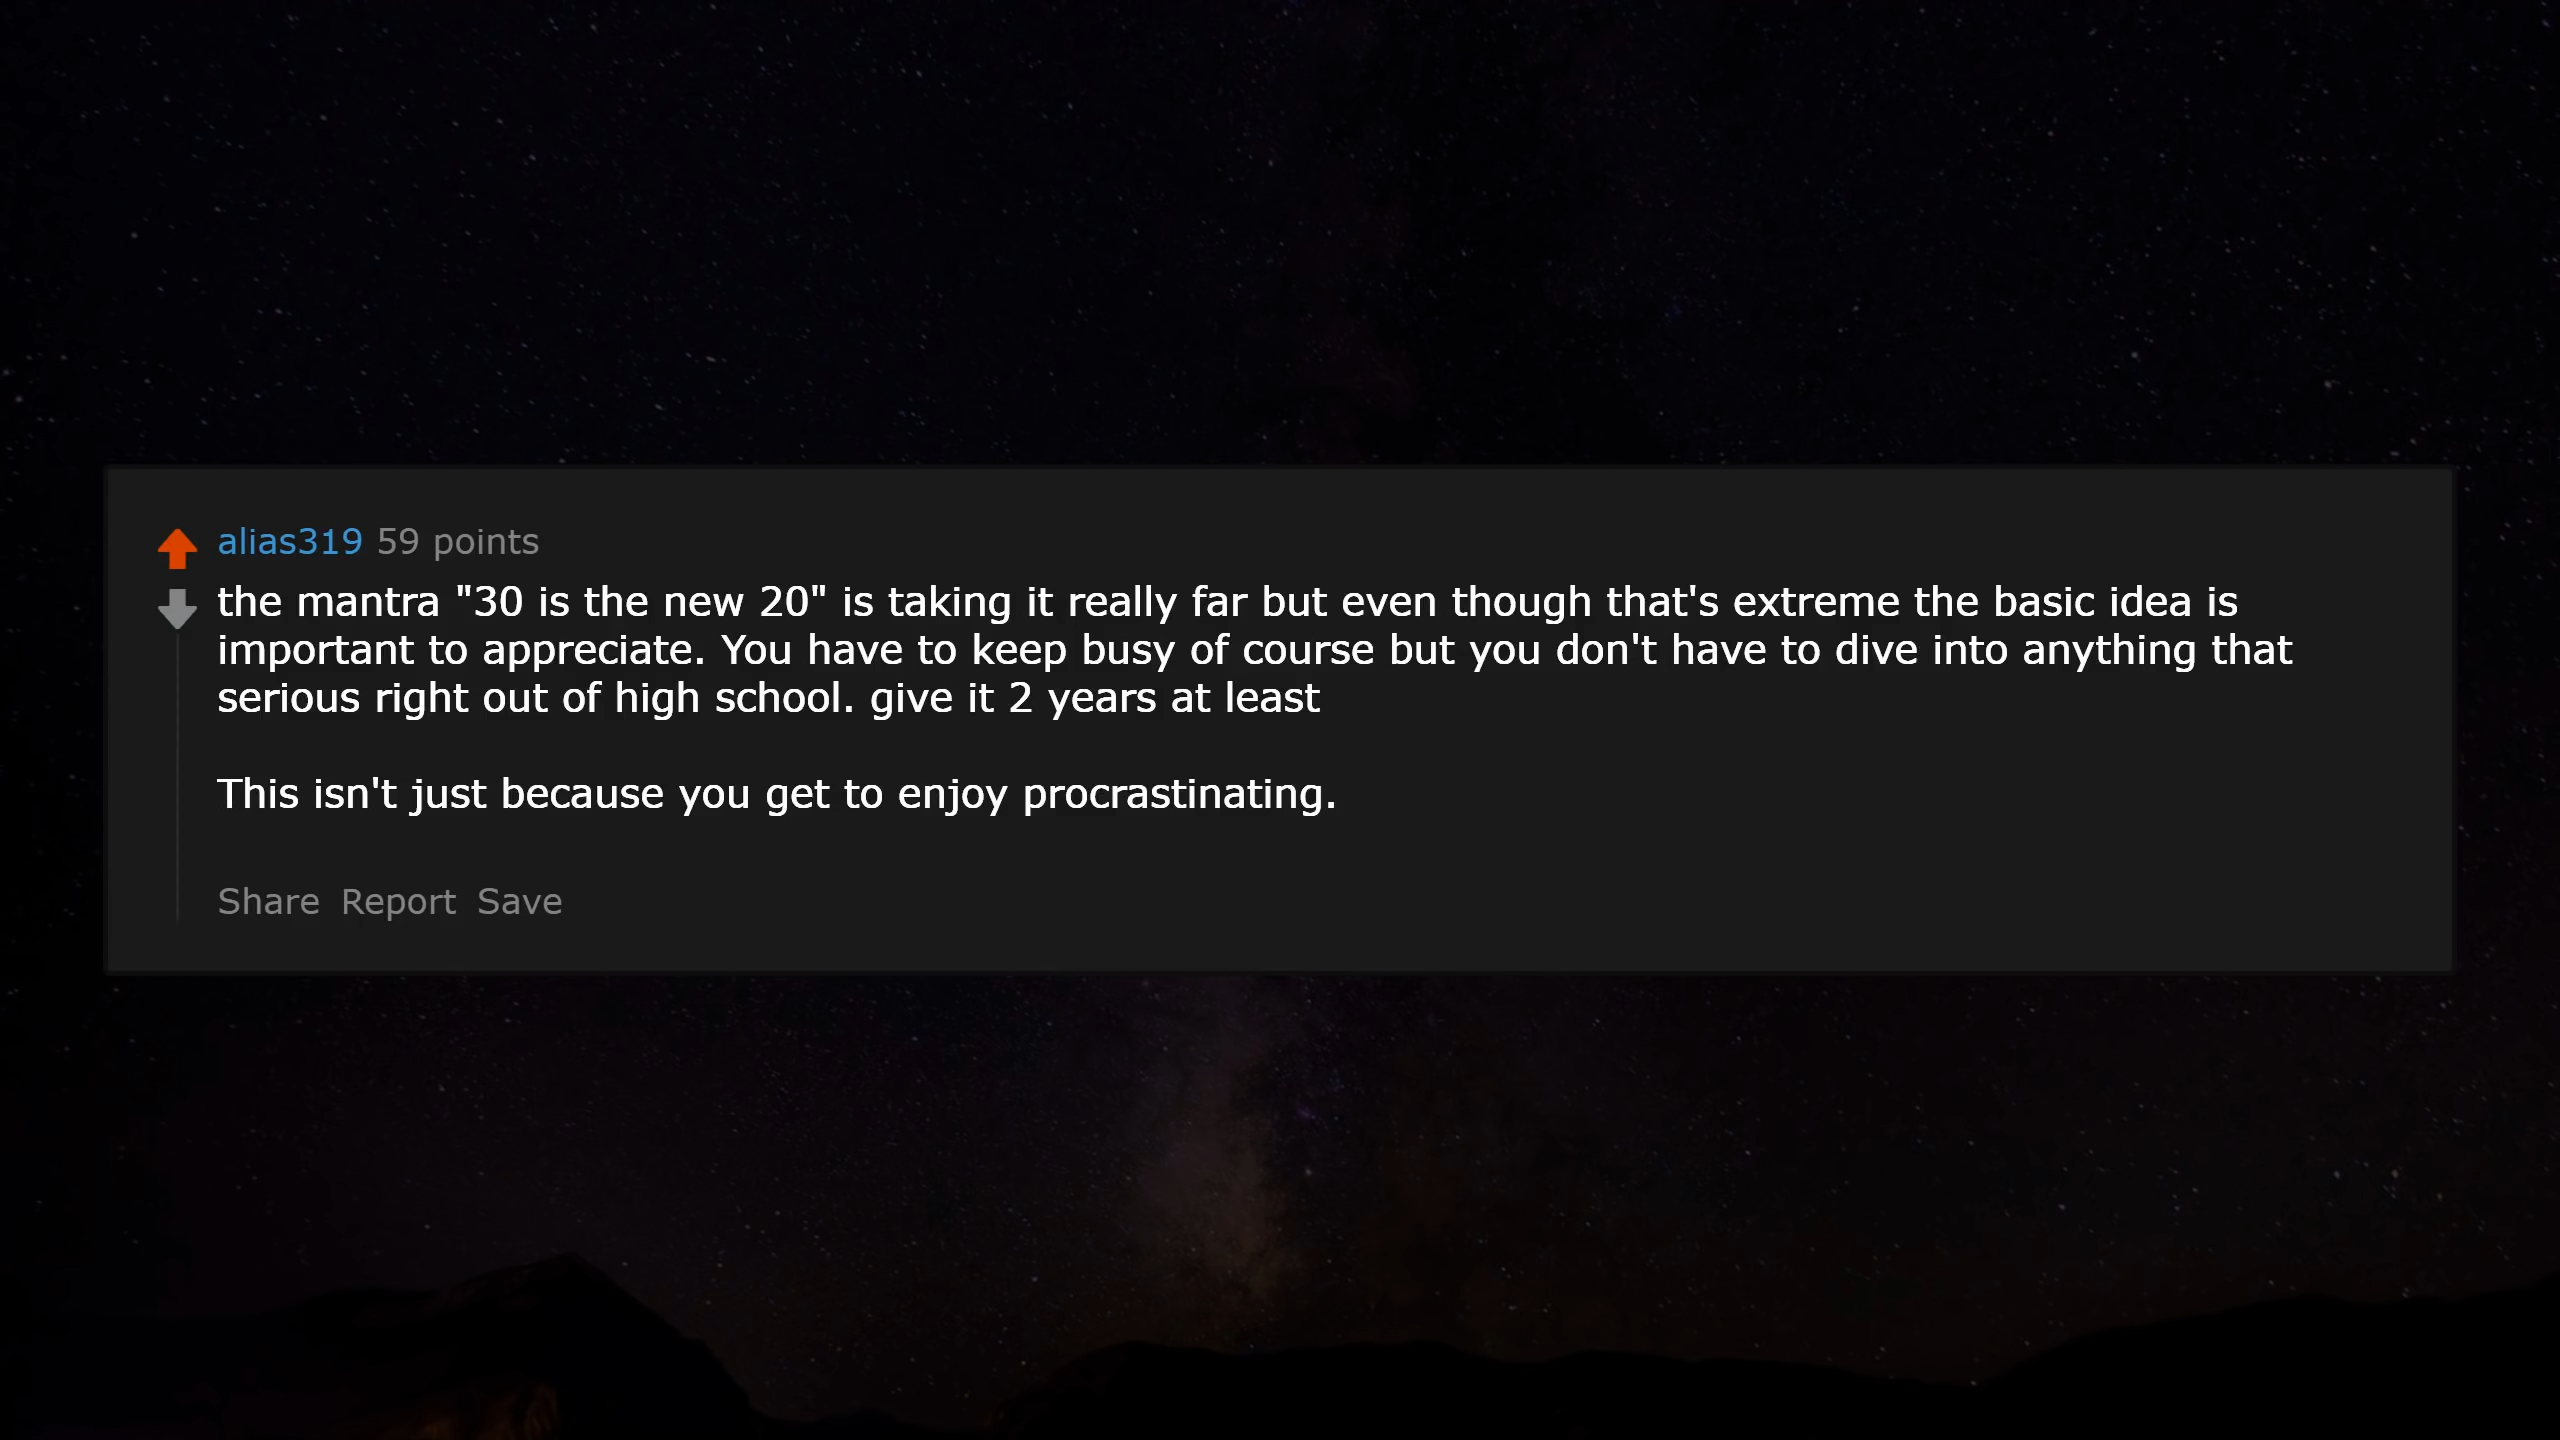 alias319 59 points
the mantra "30 is the new 20" is taking it really far but even though that's extreme the basic idea is
important to appreciate. You have to keep busy of course but you don't have to dive into anything that
serious right out of high school. give it 2 years at least
This isn't just because you get to enjoy procrastinating.
Share Report Save